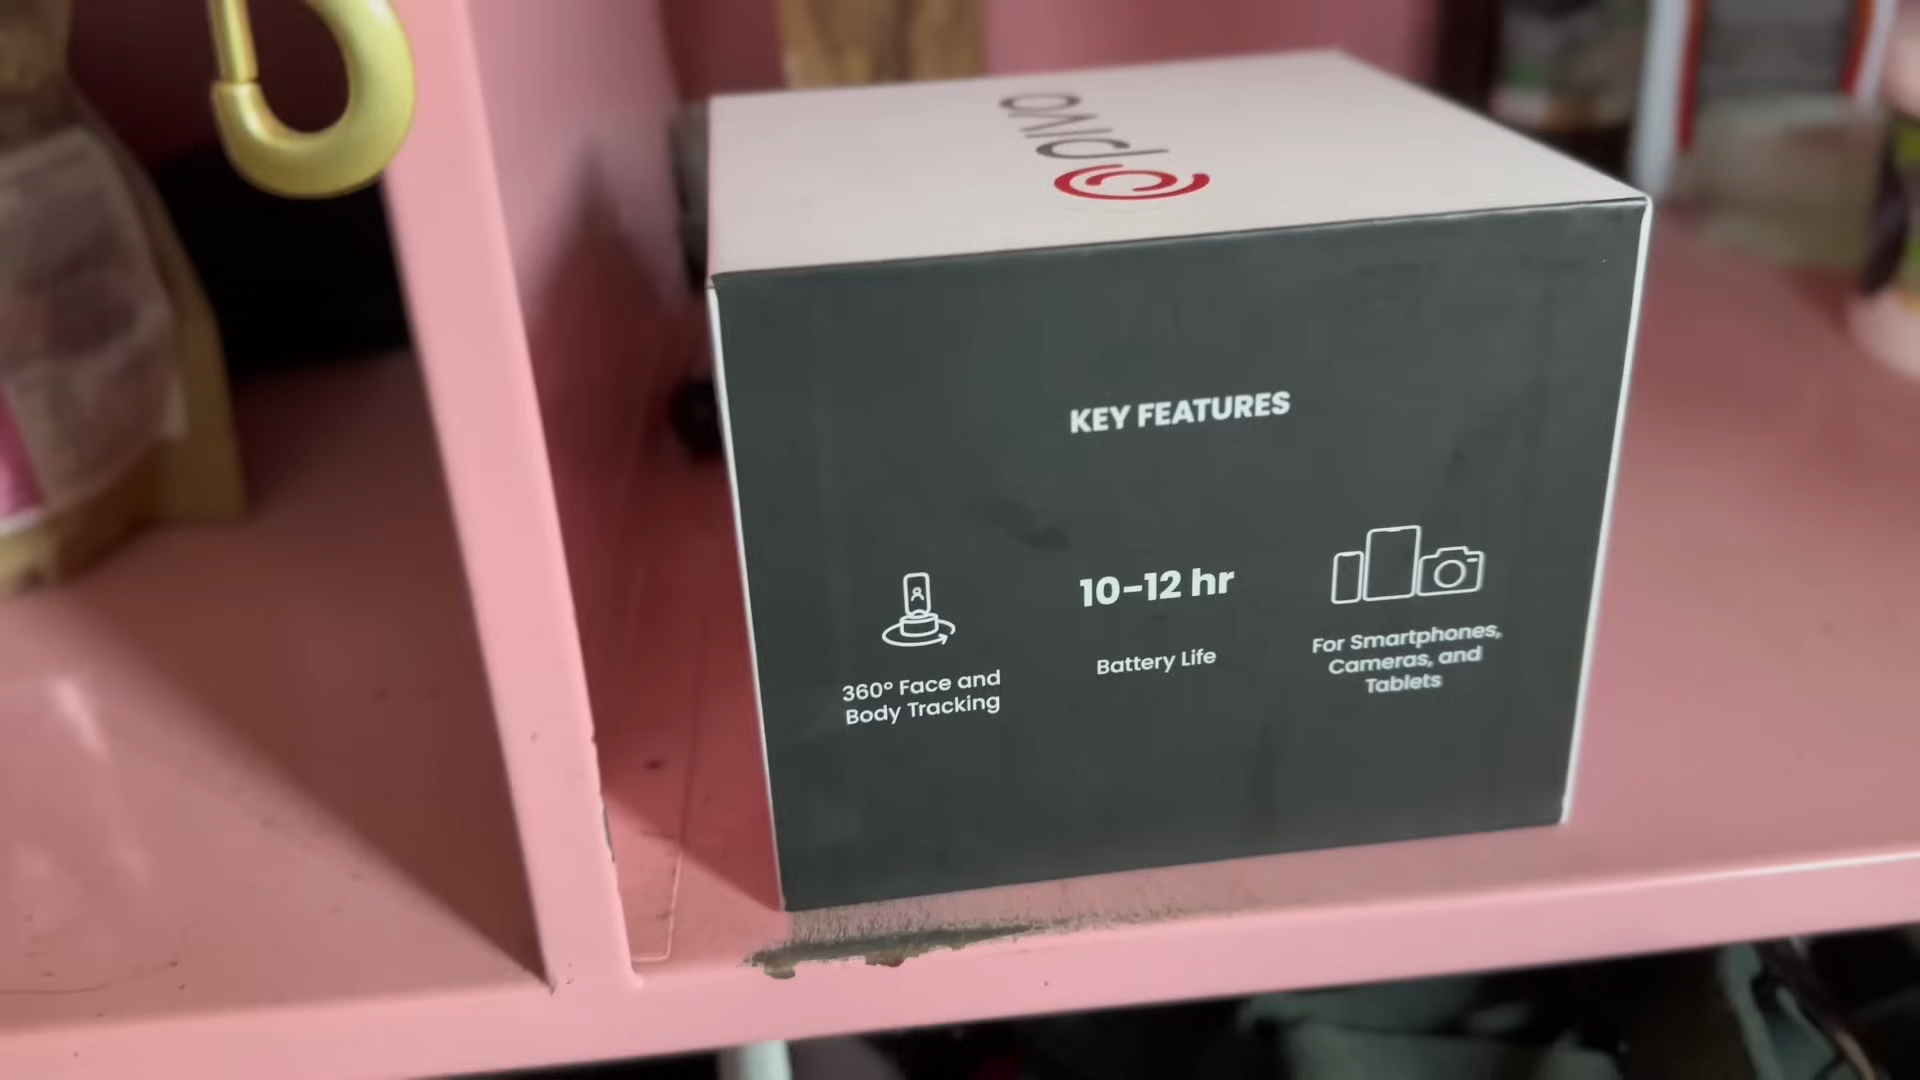 pivo
KEY FEATURES
360° Face and
Body Tracking
10–12 hr
Battery Life
For Smartphones,
Cameras, and
Tablets